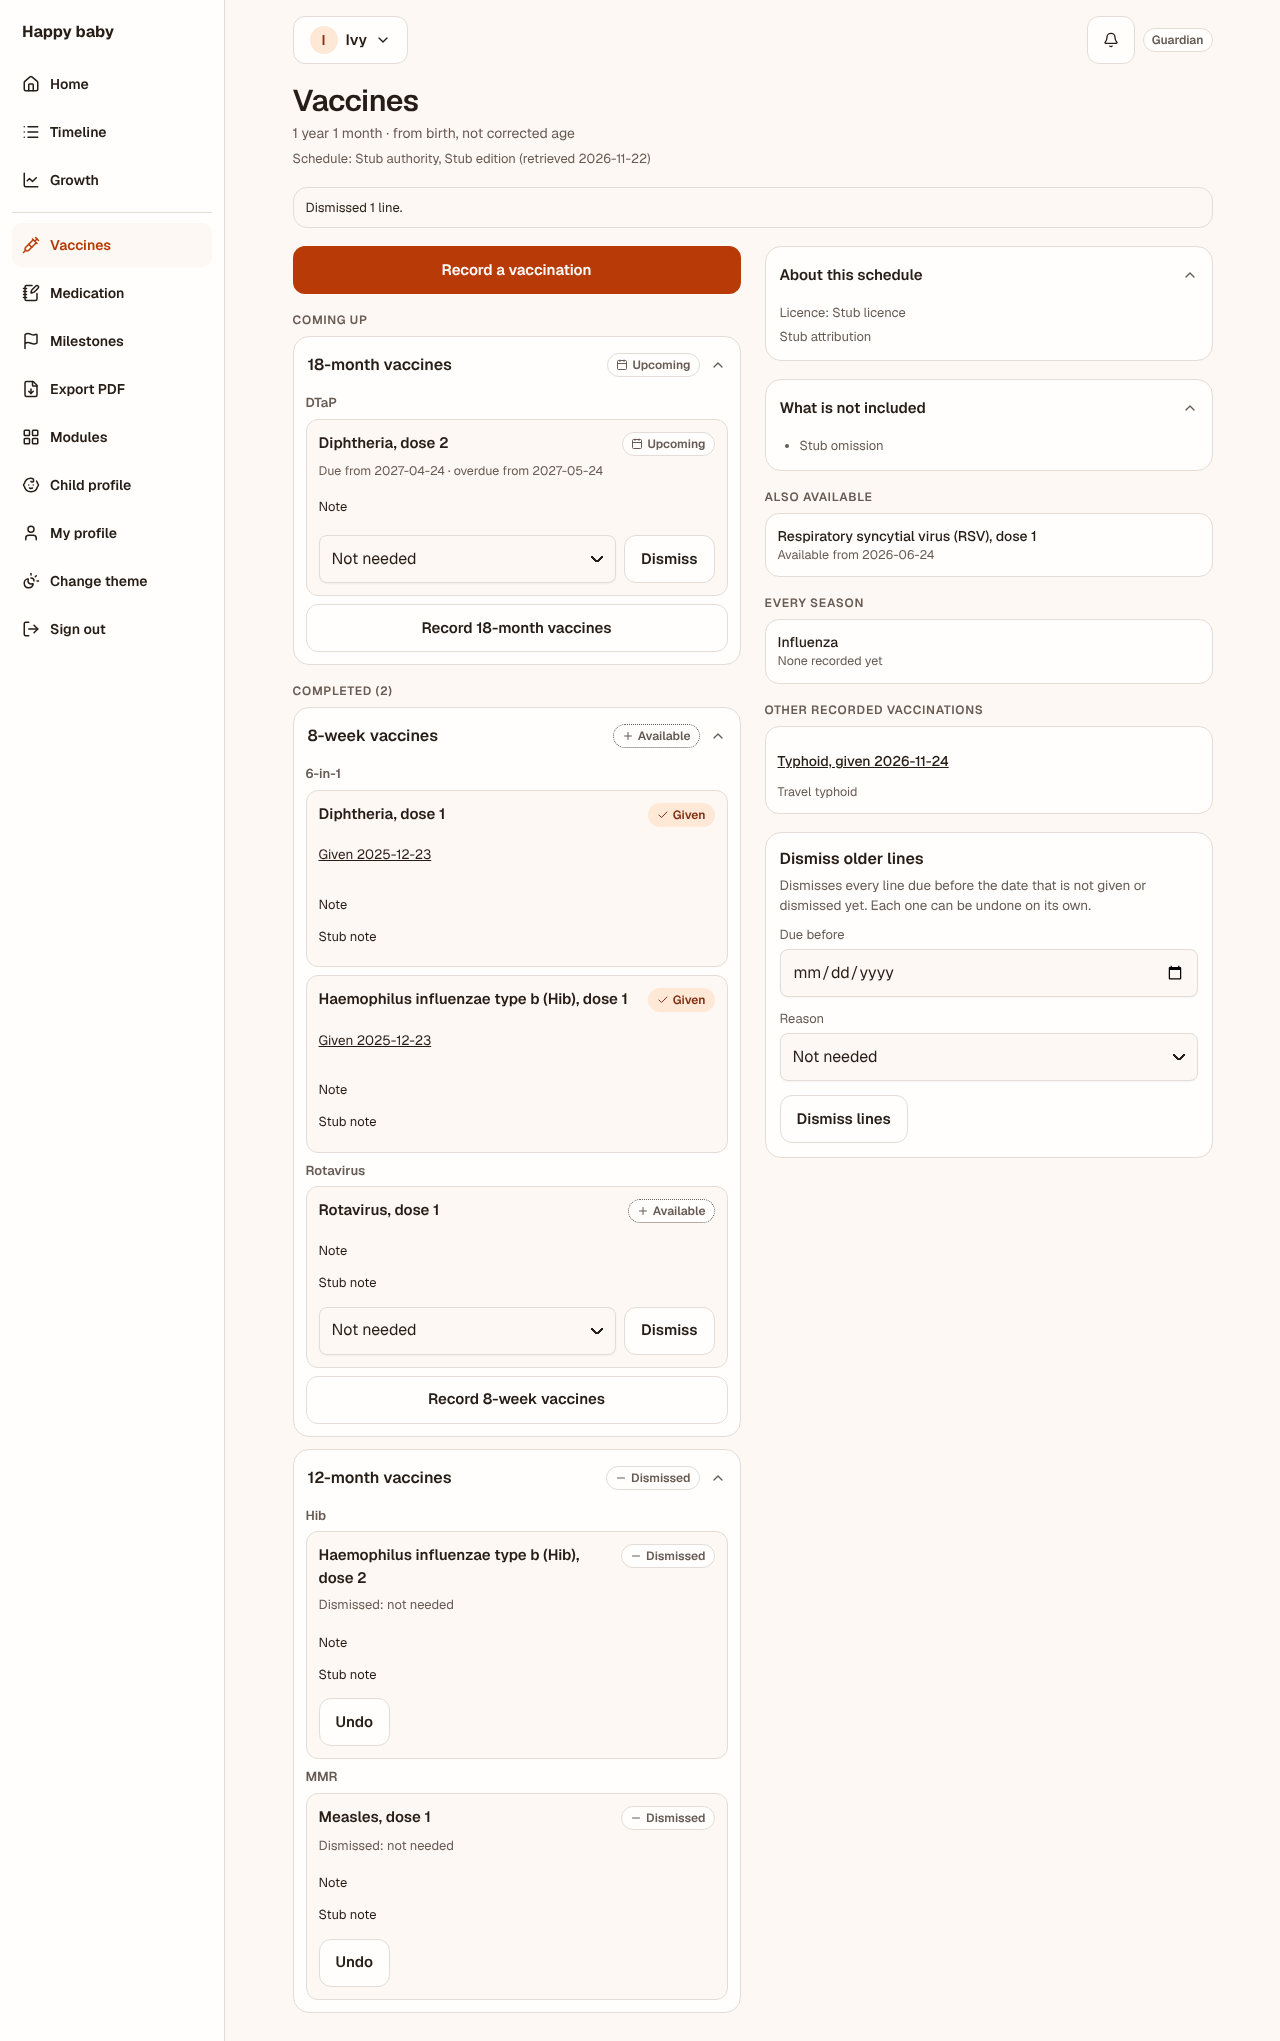 Happy baby
Home
Timeline
Growth
Vaccines
Medication
Milestones
Export PDF
Modules
Child profile
My profile
Change theme
Sign out
I Ivy
Guardian
Vaccines
1 year 1 month · from birth, not corrected age
Schedule: Stub authority, Stub edition (retrieved 2026-11-22)
Dismissed 1 line.
Record a vaccination
COMING UP
18-month vaccines Upcoming
DTaP
Diphtheria, dose 2 Upcoming
Due from 2027-04-24 · overdue from 2027-05-24
Note
Not needed Dismiss
Record 18-month vaccines
COMPLETED (2)
8-week vaccines Available
6-in-1
Diphtheria, dose 1 Given
Given 2025-12-23
Note
Stub note
Haemophilus influenzae type b (Hib), dose 1 Given
Given 2025-12-23
Note
Stub note
Rotavirus
Rotavirus, dose 1 Available
Note
Stub note
Not needed Dismiss
Record 8-week vaccines
12-month vaccines Dismissed
Hib
Haemophilus influenzae type b (Hib), Dismissed
dose 2
Dismissed: not needed
Note
Stub note
Undo
MMR
Measles, dose 1 Dismissed
Dismissed: not needed
Note
Stub note
Undo
About this schedule
Licence: Stub licence
Stub attribution
What is not included
• Stub omission
ALSO AVAILABLE
Respiratory syncytial virus (RSV), dose 1
Available from 2026-06-24
EVERY SEASON
Influenza
None recorded yet
OTHER RECORDED VACCINATIONS
Typhoid, given 2026-11-24
Travel typhoid
Dismiss older lines
Dismisses every line due before the date that is not given or
dismissed yet. Each one can be undone on its own.
Due before
mm/dd/yyyy
Reason
Not needed
Dismiss lines